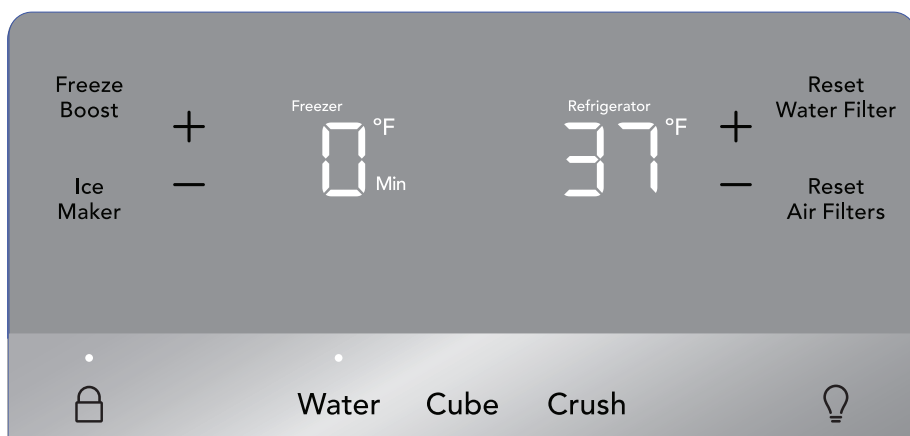 Freeze
Boost
+
Ice
Maker
−
Freezer
0 °F
Min
Refrigerator
37 °F
+
−
Reset
Water Filter
Reset
Air Filters
Water Cube Crush